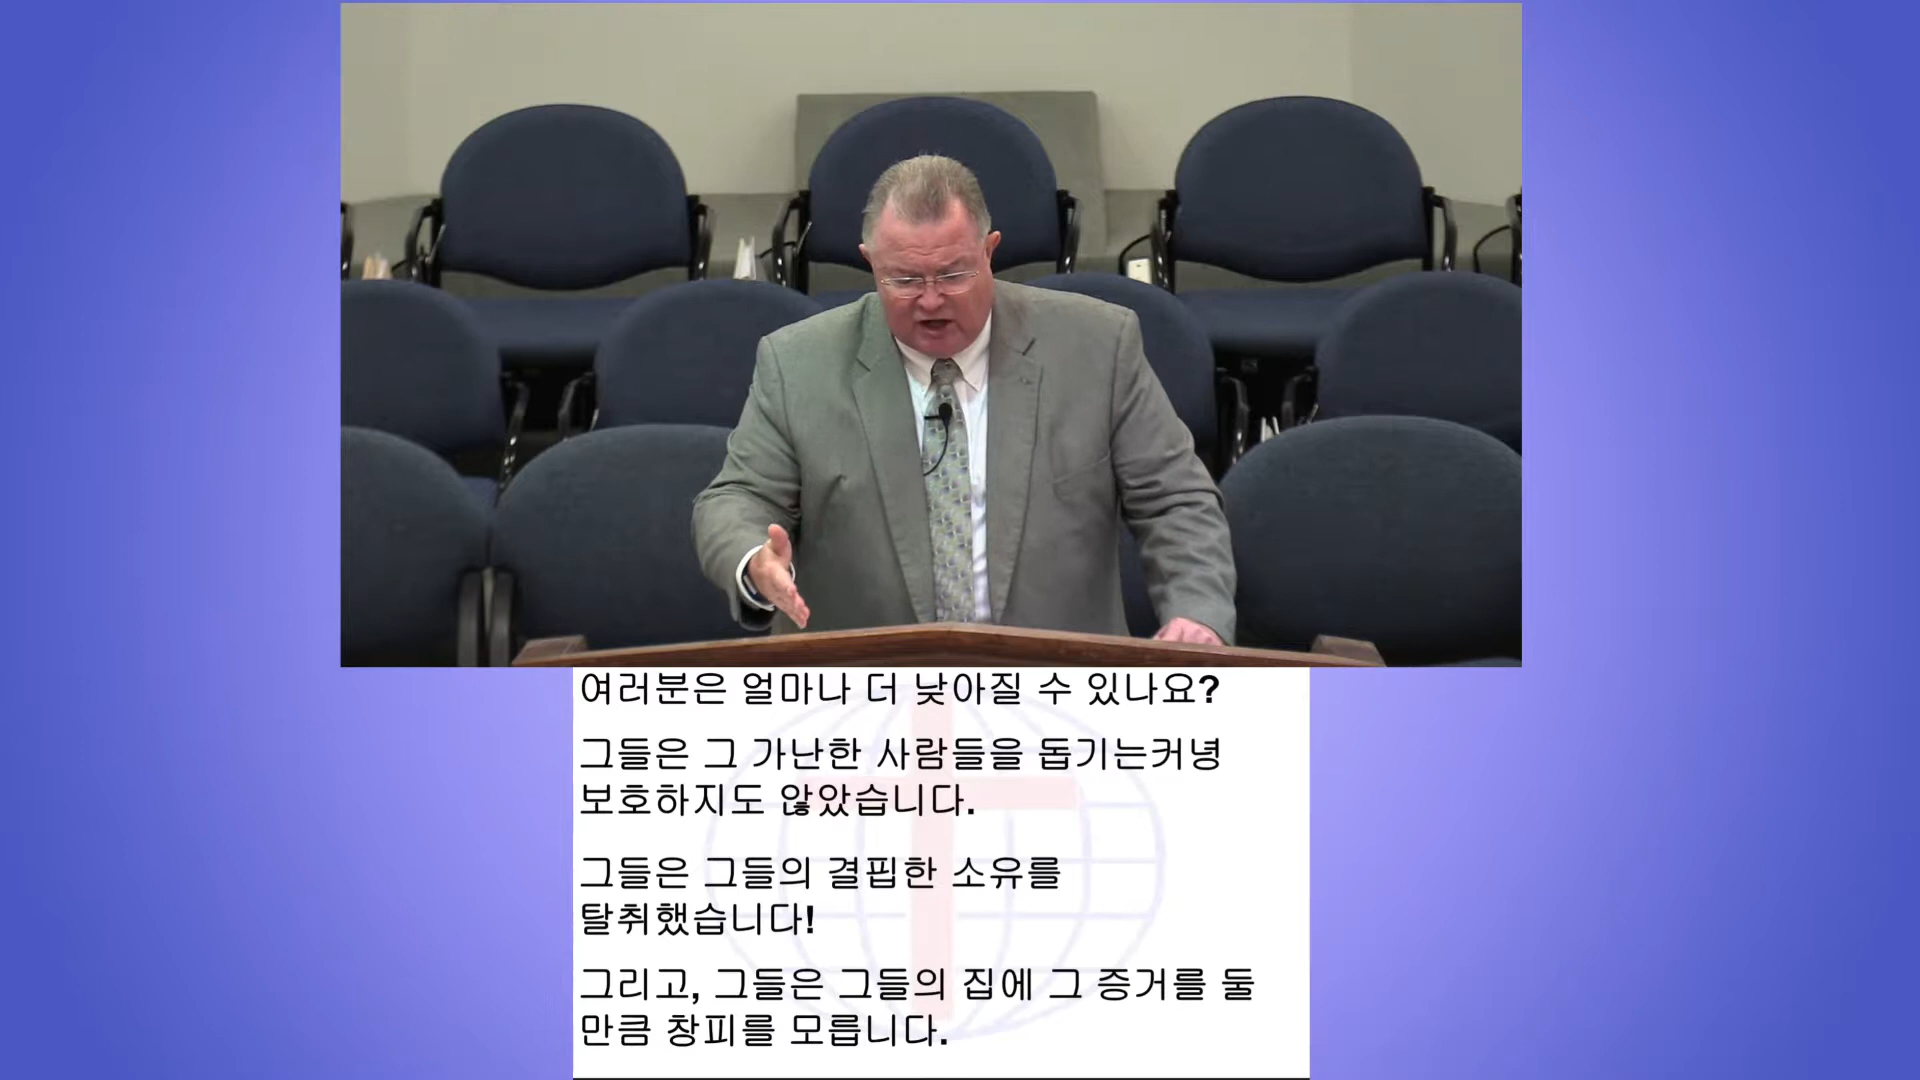 여러분은 얼마나 더 낮아질 수 있나요?
그들은 그 가난한 사람들을 돕기는커녕
보호하지도 않았습니다.
그들은 그들의 결핍한 소유를
탈취했습니다!
그리고, 그들은 그들의 집에 그 증거를 둘
만큼 창피를 모릅니다.